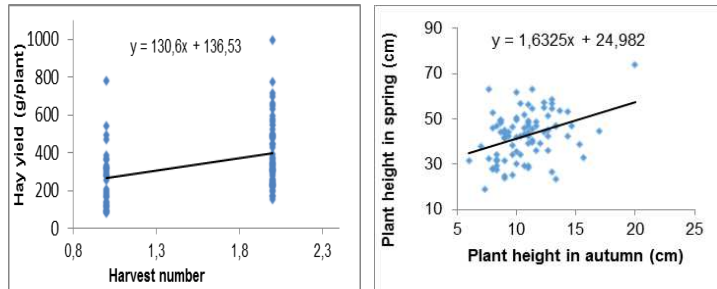 y = 130,6x + 136,53
Hay yield (g/plant)
1000
800
600
400
200
0
0,8 1,3 1,8 2,3
Harvest number
y = 1,6325x + 24,982
Plant height in spring (cm)
90
70
50
30
10
5 10 15 20 25
Plant height in autumn (cm)